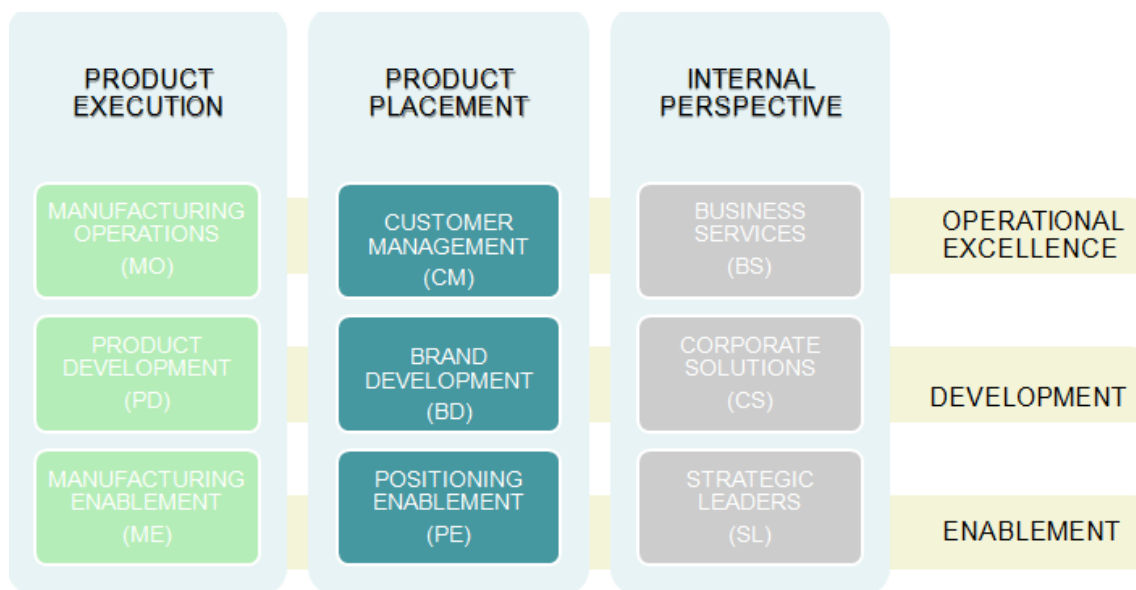 PRODUCT
EXECUTION
PRODUCT
PLACEMENT
INTERNAL
PERSPECTIVE
MANUFACTURING
OPERATIONS
(MO)
CUSTOMER
MANAGEMENT
(CM)
BUSINESS
SERVICES
(BS)
OPERATIONAL
EXCELLENCE
PRODUCT
DEVELOPMENT
(PD)
BRAND
DEVELOPMENT
(BD)
CORPORATE
SOLUTIONS
(CS)
DEVELOPMENT
MANUFACTURING
ENABLEMENT
(ME)
POSITIONING
ENABLEMENT
(PE)
STRATEGIC
LEADERS
(SL)
ENABLEMENT